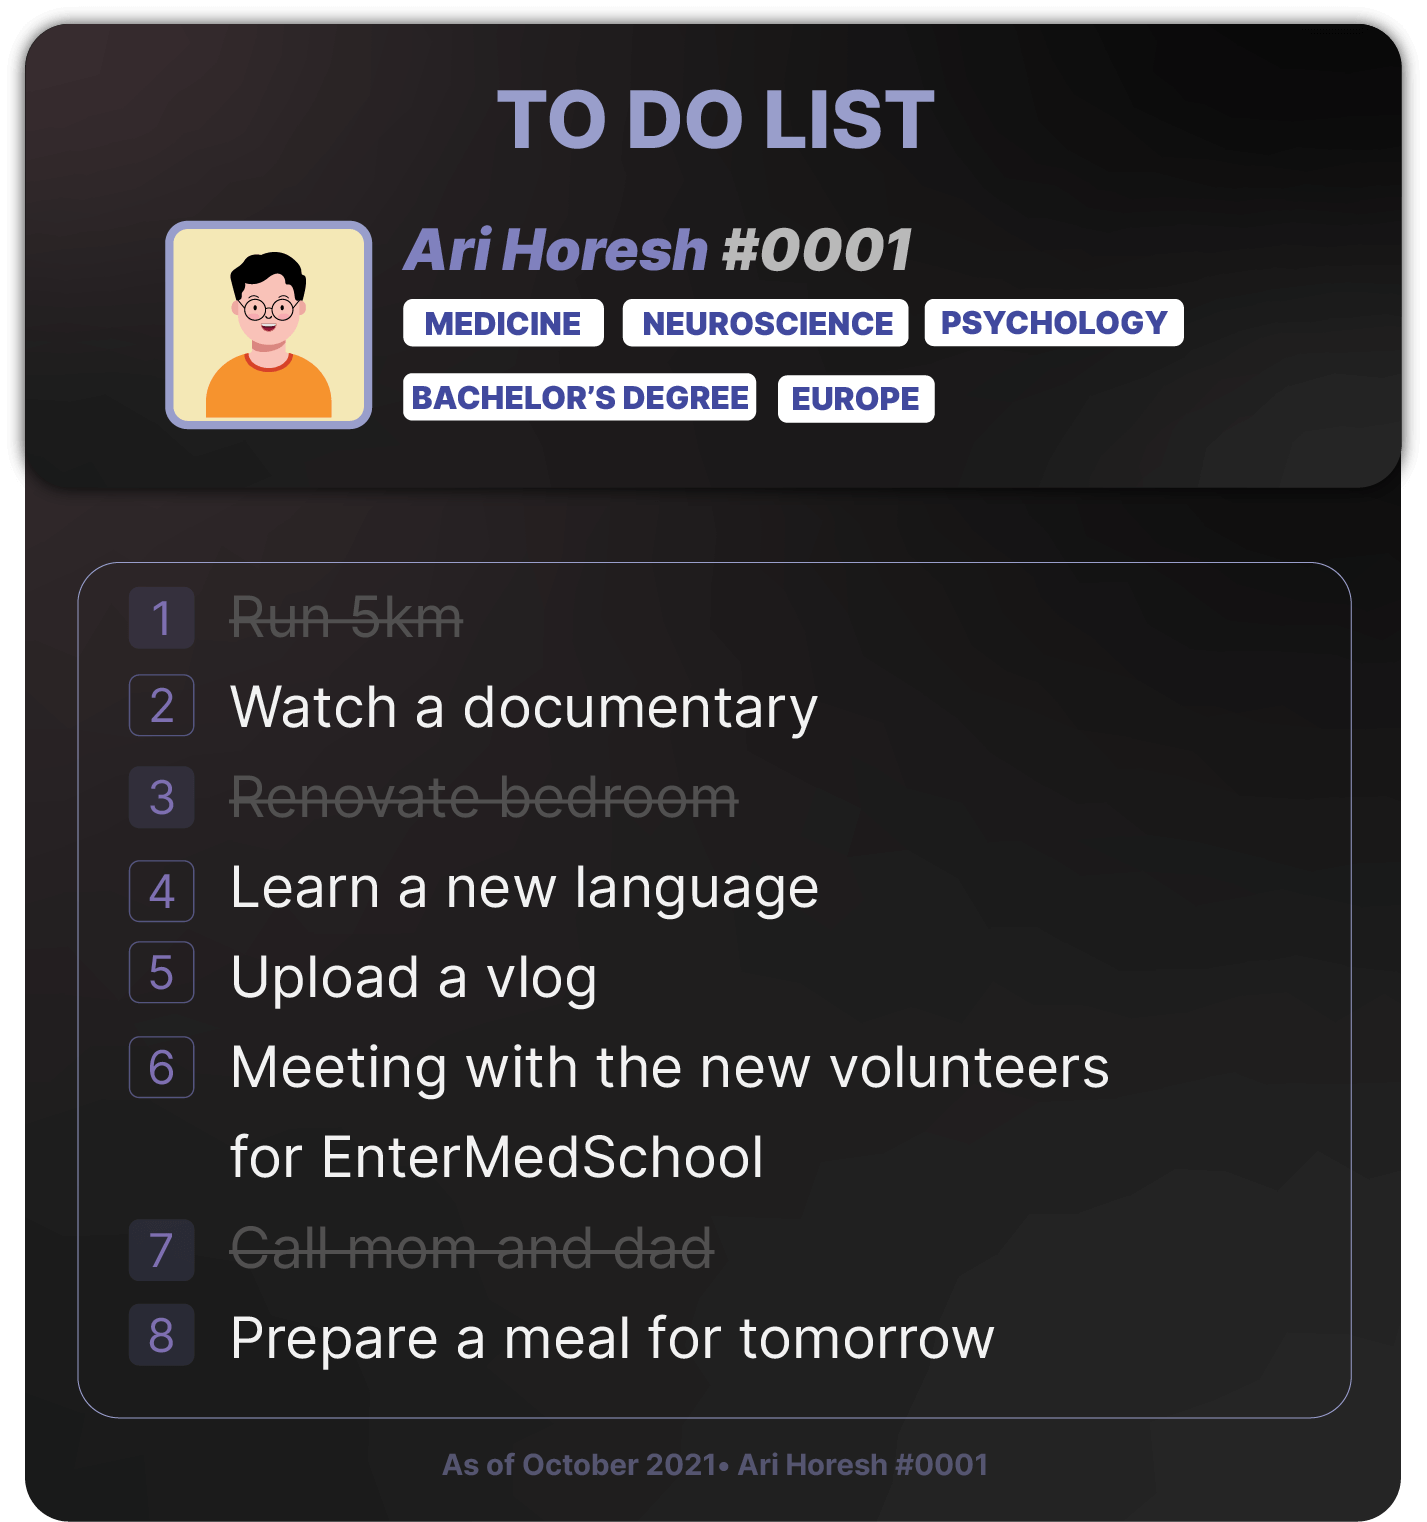 TO DO LIST
Ari Horesh #0001
MEDICINE NEUROSCIENCE PSYCHOLOGY
BACHELOR’S DEGREE EUROPE
1 Run 5km
2 Watch a documentary
3 Renovate bedroom
4 Learn a new language
5 Upload a vlog
6 Meeting with the new volunteers
for EnterMedSchool
7 Call mom and dad
8 Prepare a meal for tomorrow
As of October 2021• Ari Horesh #0001